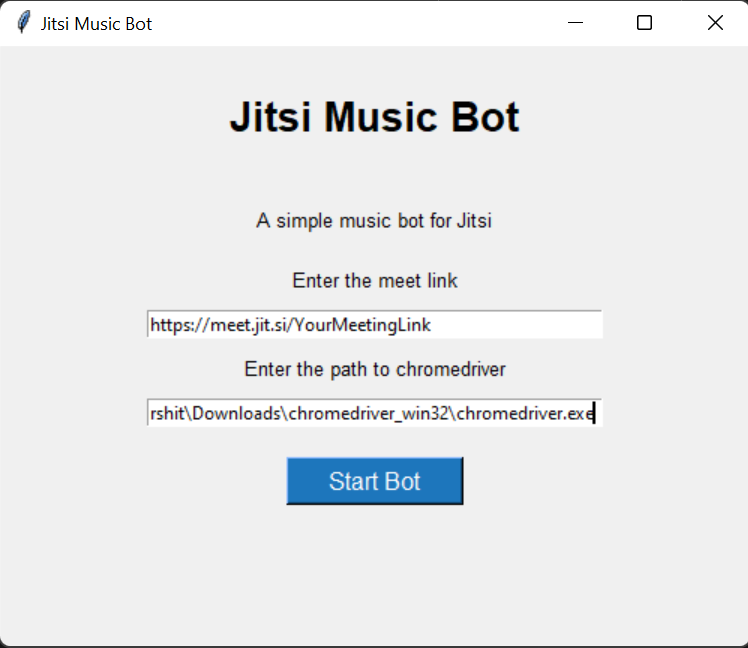 Jitsi Music Bot
Jitsi Music Bot
A simple music bot for Jitsi
Enter the meet link
https://meet.jit.si/YourMeetingLink
Enter the path to chromedriver
rshit\Downloads\chromedriver_win32\chromedriver.exe
Start Bot